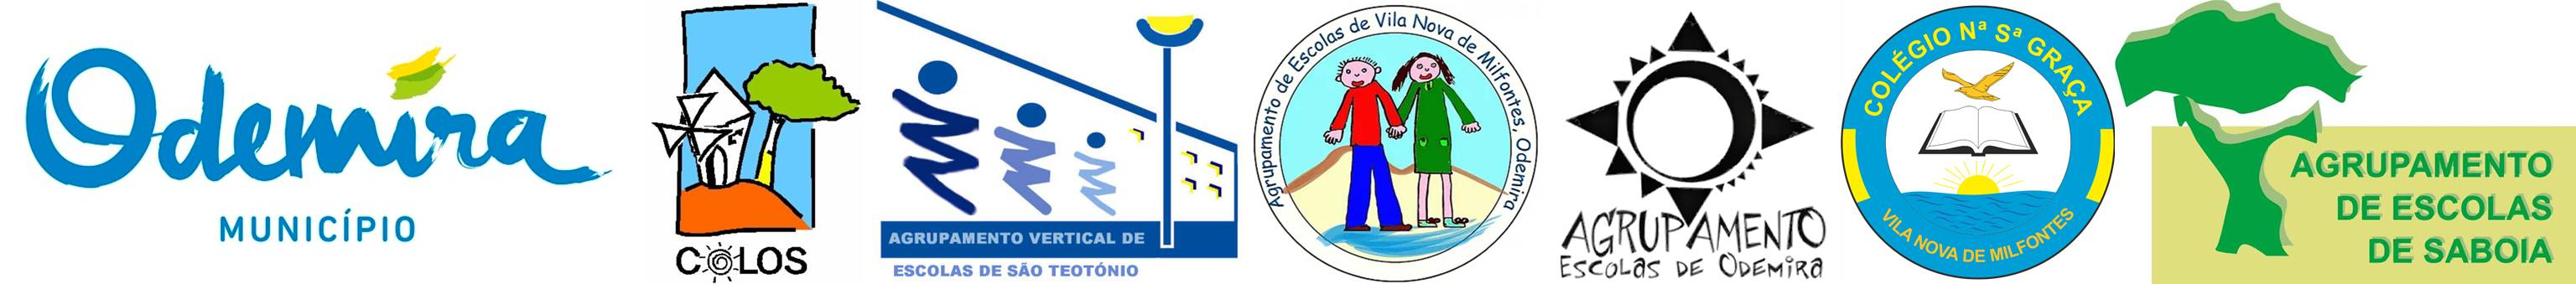 Odemira
MUNICÍPIO
COLOS
AGRUPAMENTO VERTICAL DE
ESCOLAS DE SÃO TEOTÓNIO
Agrupamento de Escolas de Vila Nova de Milfontes, Odemira
AGRUPAMENTO
ESCOLAS DE ODEMIRA
COLÉGIO Nª Sª GRAÇA
VILA NOVA DE MILFONTES
AGRUPAMENTO
DE ESCOLAS
DE SABOIA